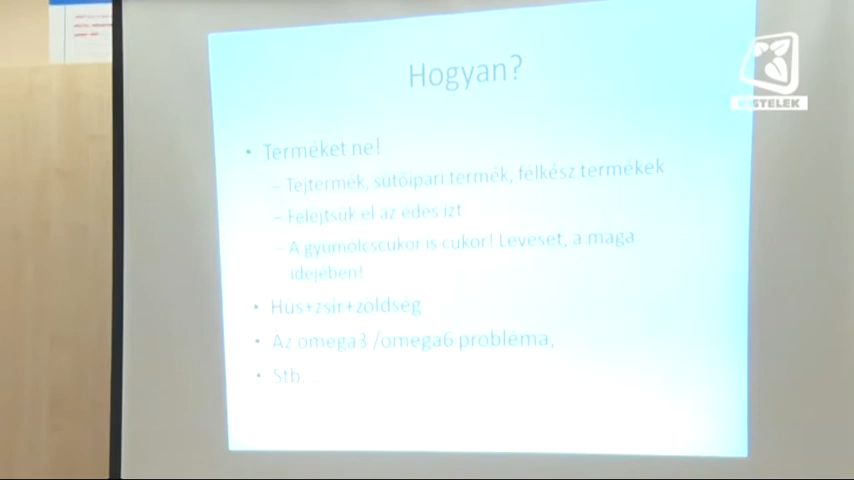 Hogyan?
• Terméket ne!
– Tejtermék, sütőipari termék, félkész termékek
– Felejtsük el az édes ízt
– A gyümölcscukor is cukor! Leveset, a maga
idejében!
• Hús+zsír+zöldség
• Az omega3 /omega6 probléma,
• Stb